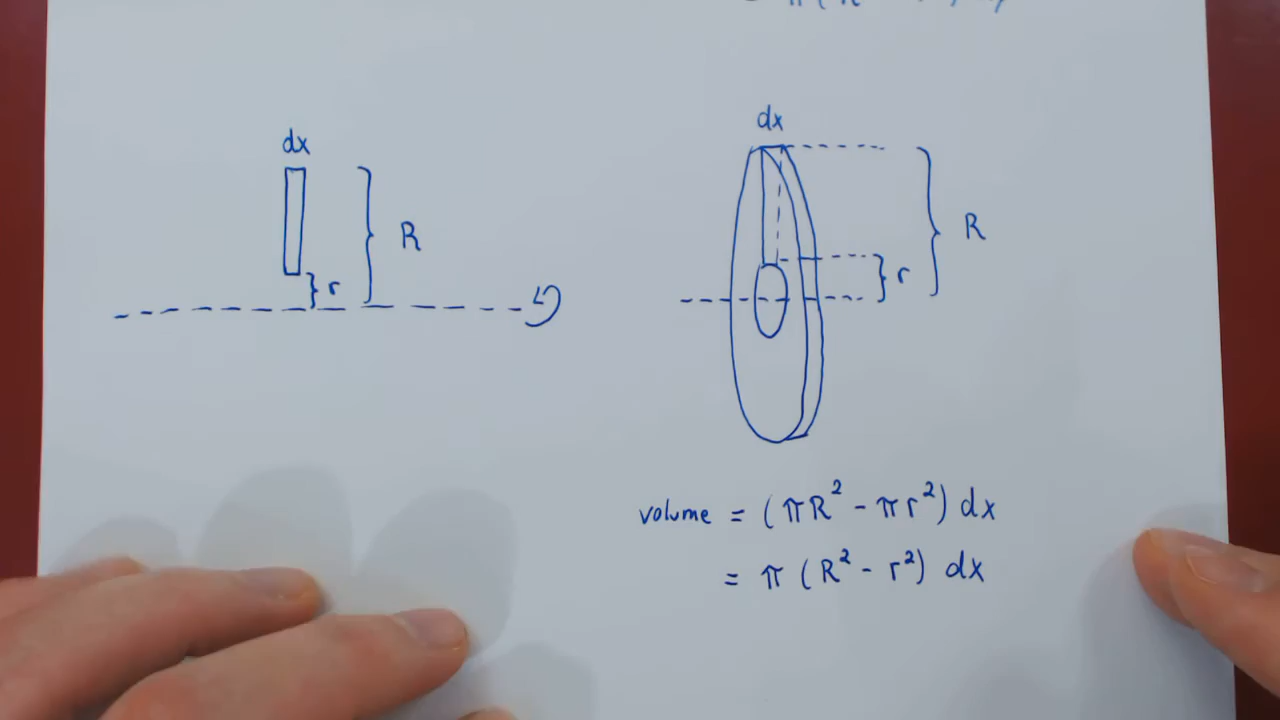 dx
R
r
dx
R
r
volume = (πR² - πr²) dx
= π (R² - r²) dx